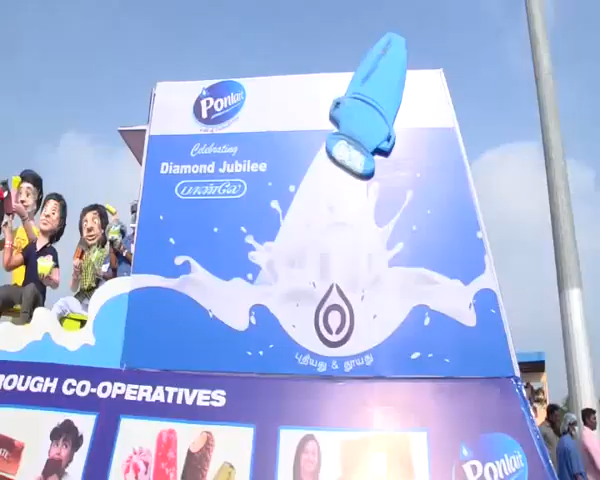 Ponlait
Celebrating
Diamond Jubilee
பான்லே
புதியது & தூயது
ROUGH CO-OPERATIVES
Ponlait